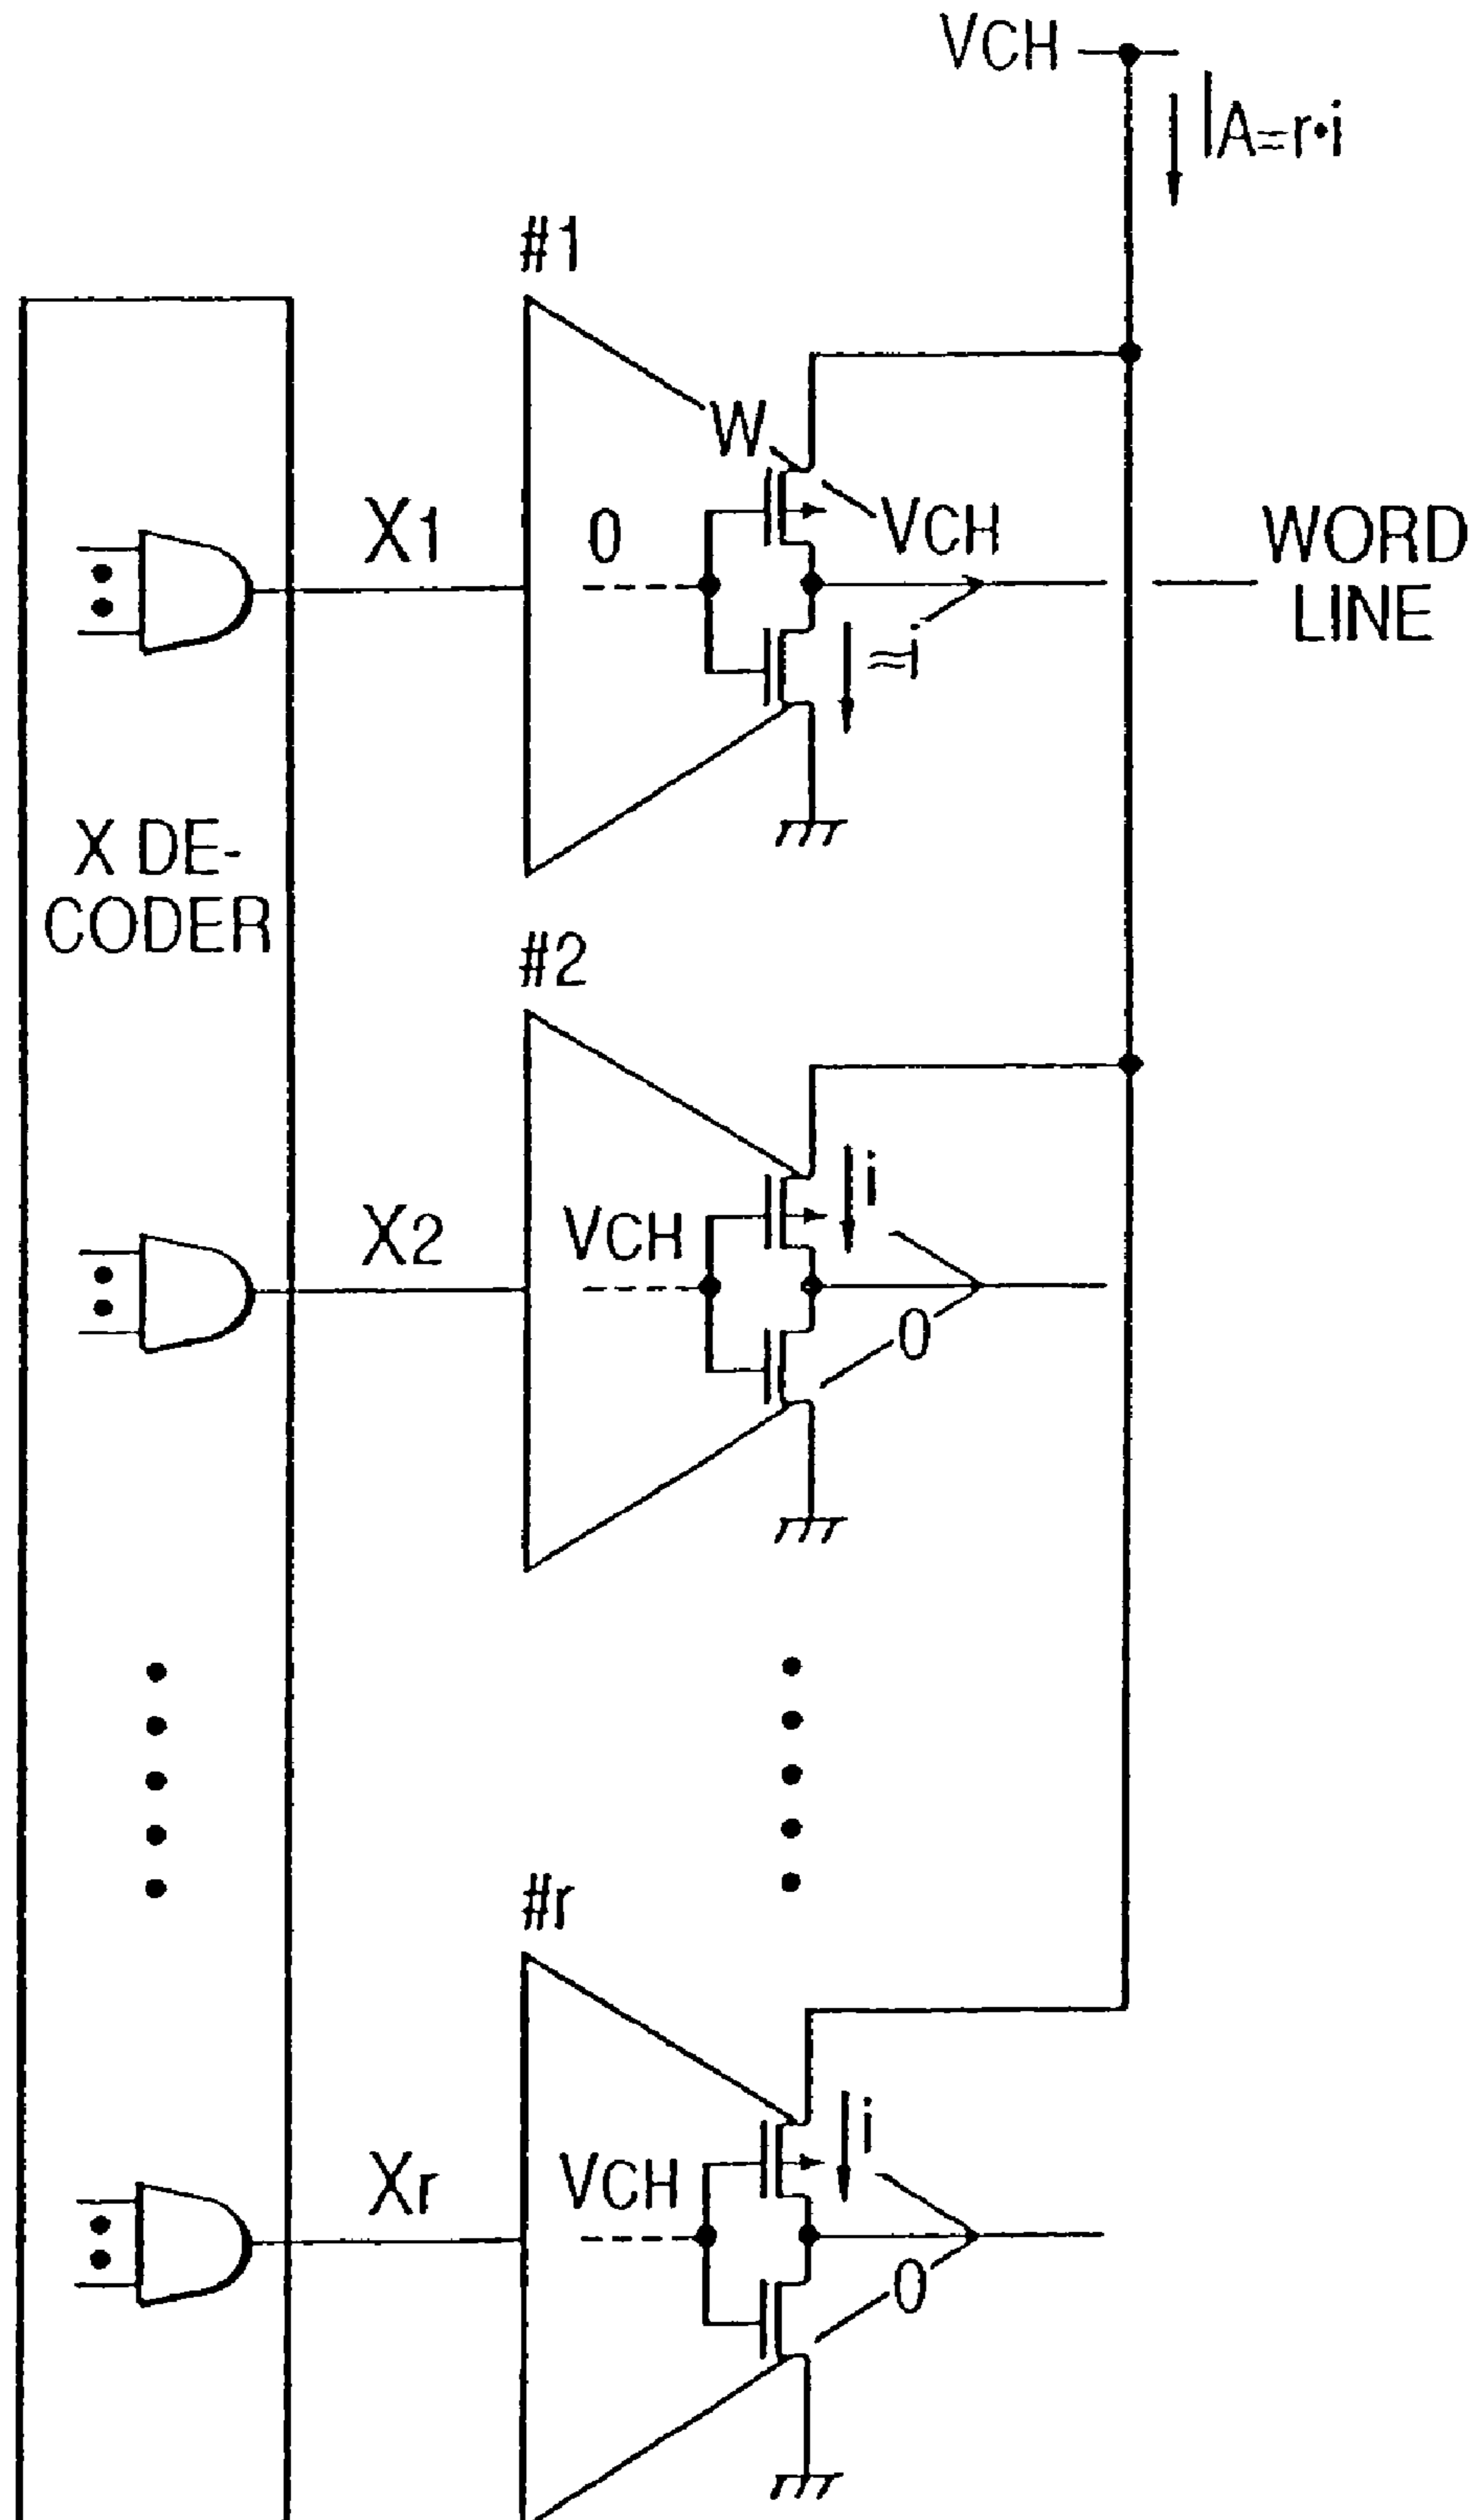 VCH
IA≈r·i
#1
W
X1
0
VCH
WORD
LINE
≈i
X DE-
CODER
#2
i
X2
VCH
0
#r
i
Xr
VCH
0